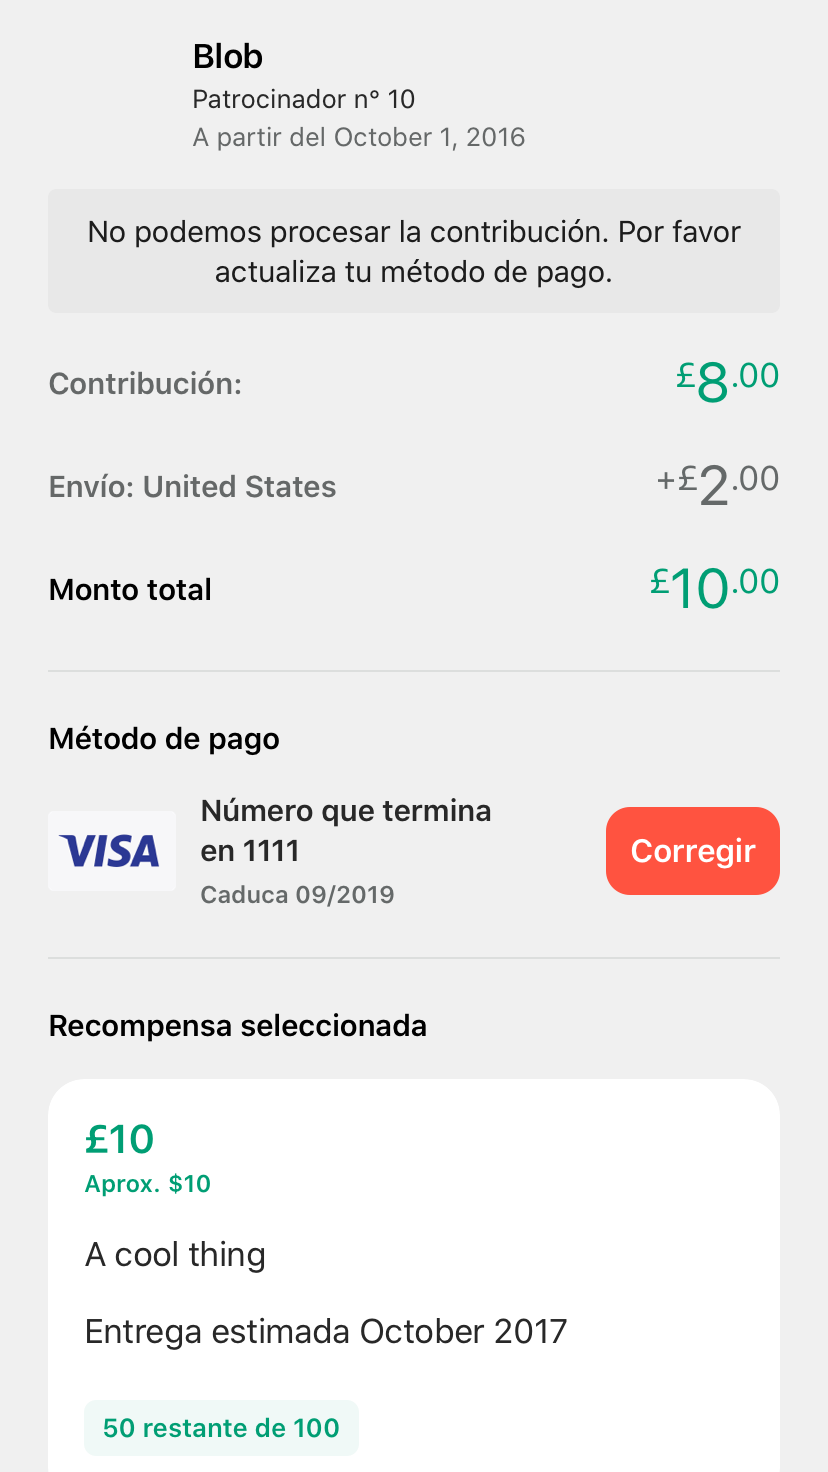 Blob
Patrocinador nº 10
A partir del October 1, 2016
No podemos procesar la contribución. Por favor
actualiza tu método de pago.
Contribución: £8.00
Envío: United States +£2.00
Monto total £10.00
Método de pago
VISA
Número que termina
en 1111
Caduca 09/2019
Corregir
Recompensa seleccionada
£10
Aprox. $10
A cool thing
Entrega estimada October 2017
50 restante de 100